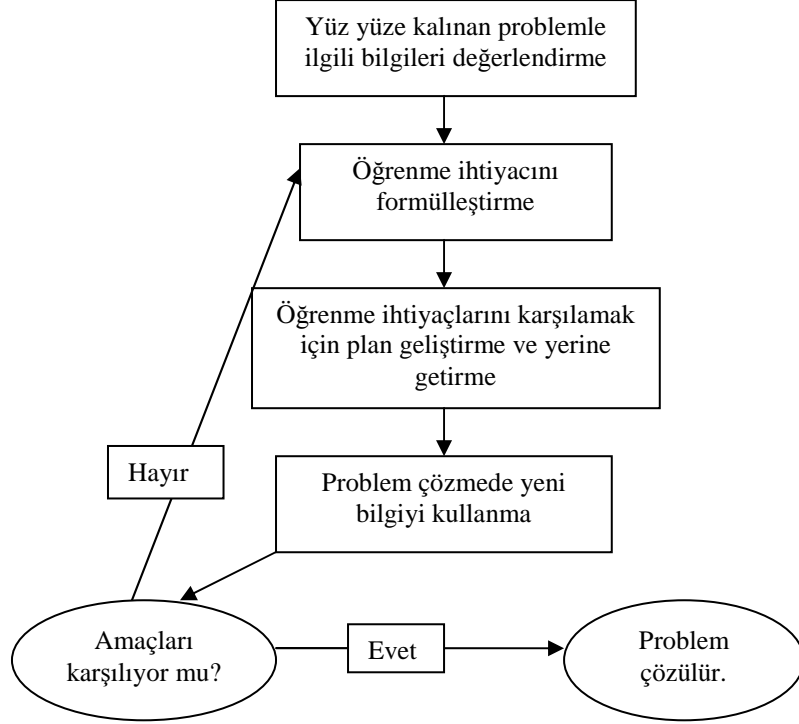 Yüz yüze kalınan problemle
ilgili bilgileri değerlendirme
Öğrenme ihtiyacını
formülleştirme
Öğrenme ihtiyaçlarını karşılamak
için plan geliştirme ve yerine
getirme
Hayır
Problem çözmede yeni
bilgiyi kullanma
Amaçları
karşılıyor mu?
Evet
Problem
çözülür.